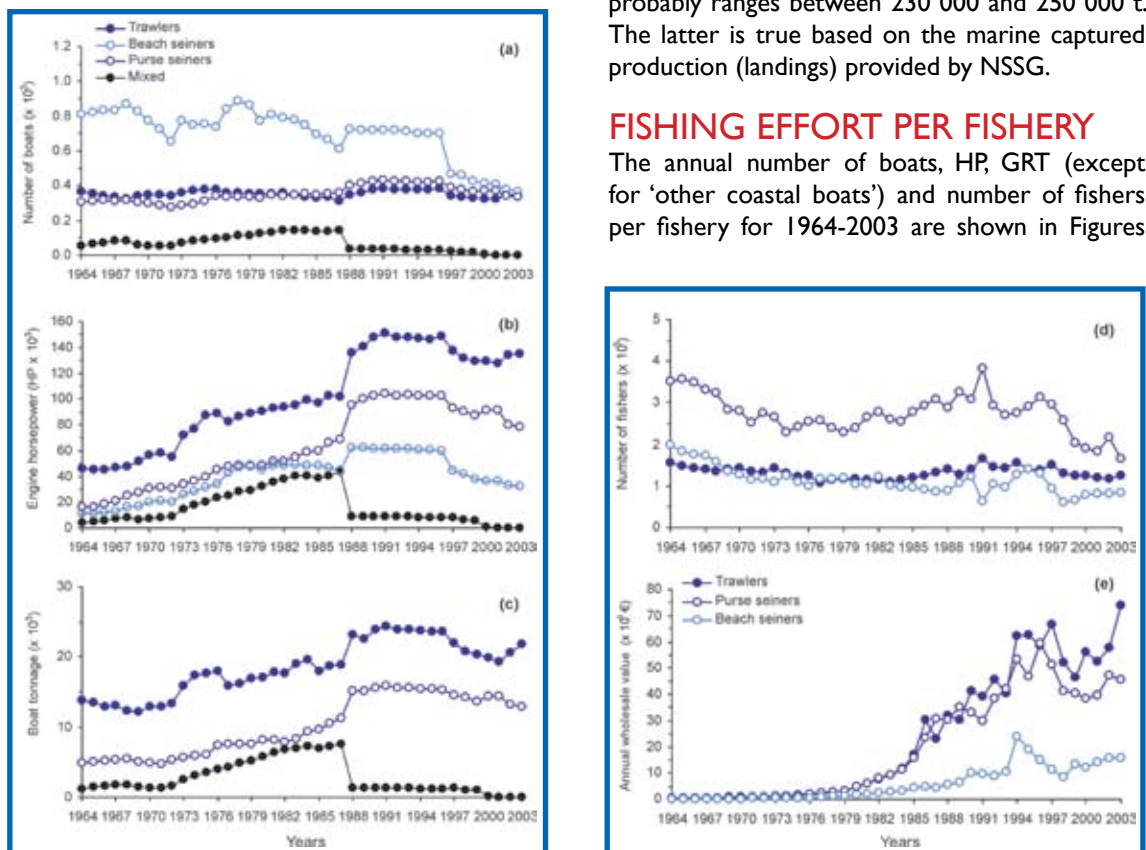 Trawlers
Beach seiners
Purse seiners
Mixed
(a)
Number of boats (x 10³)
1.2
1.0
0.8
0.6
0.4
0.2
0.0
1964 1967 1970 1973 1976 1979 1982 1985 1988 1991 1994 1997 2000 2003
(b)
Engine horsepower (HP x 10³)
160
140
120
100
80
60
40
20
0
1964 1967 1970 1973 1976 1979 1982 1985 1988 1991 1994 1997 2000 2003
(c)
Boat tonnage (x 10³)
30
20
10
0
1964 1967 1970 1973 1976 1979 1982 1985 1988 1991 1994 1997 2000 2003
Years
probably ranges between 230 000 and 250 000 t.
The latter is true based on the marine captured
production (landings) provided by NSSG.
FISHING EFFORT PER FISHERY
The annual number of boats, HP, GRT (except
for ‘other coastal boats’) and number of fishers
per fishery for 1964-2003 are shown in Figures
(d)
Number of fishers (x
5
4
3
2
1
0
1964 1967 1970 1973 1976 1979 1982 1985 1988 1991 1994 1997 2000 2003
(e)
Trawlers
Purse seiners
Beach seiners
Annual wholesale value (x 10⁶ €)
80
70
60
50
40
30
20
10
0
1964 1967 1970 1973 1976 1979 1982 1985 1988 1991 1994 1997 2000 2003
Years